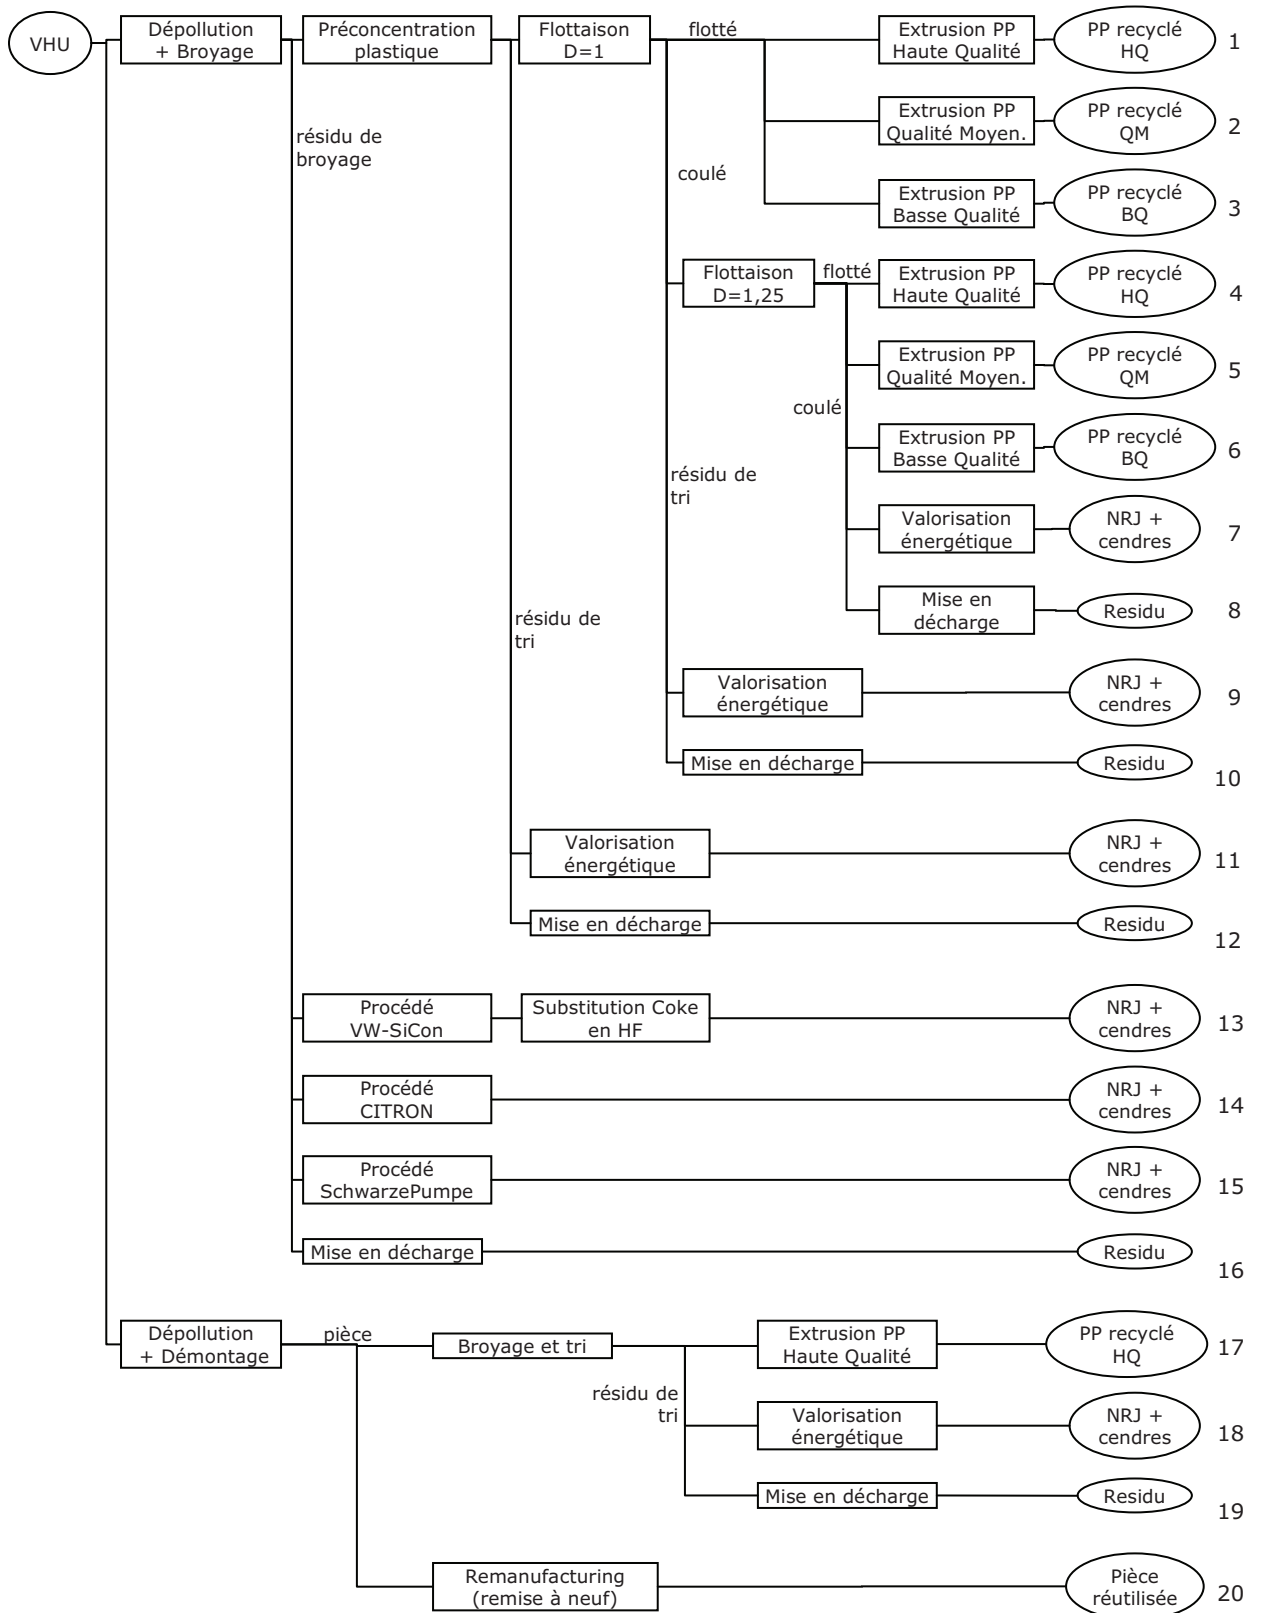 VHU
Dépollution
+ Broyage
Préconcentration
plastique
Flottaison
D=1
flotté
Extrusion PP
Haute Qualité
PP recyclé
HQ
1
résidu de
broyage
coulé
Extrusion PP
Qualité Moyen.
PP recyclé
QM
2
Extrusion PP
Basse Qualité
PP recyclé
BQ
3
Flottaison
D=1,25
flotté
Extrusion PP
Haute Qualité
PP recyclé
HQ
4
Extrusion PP
Qualité Moyen.
PP recyclé
QM
5
coulé
Extrusion PP
Basse Qualité
PP recyclé
BQ
6
résidu de
tri
Valorisation
énergétique
NRJ +
cendres
7
Mise en
décharge
Residu
8
résidu de
tri
Valorisation
énergétique
NRJ +
cendres
9
Mise en décharge
Residu
10
Valorisation
énergétique
NRJ +
cendres
11
Mise en décharge
Residu
12
Procédé
VW-SiCon
Substitution Coke
en HF
NRJ +
cendres
13
Procédé
CITRON
NRJ +
cendres
14
Procédé
SchwarzePumpe
NRJ +
cendres
15
Mise en décharge
Residu
16
Dépollution
+ Démontage
pièce
Broyage et tri
Extrusion PP
Haute Qualité
PP recyclé
HQ
17
résidu de
tri
Valorisation
énergétique
NRJ +
cendres
18
Mise en décharge
Residu
19
Remanufacturing
(remise à neuf)
Pièce
réutilisée
20